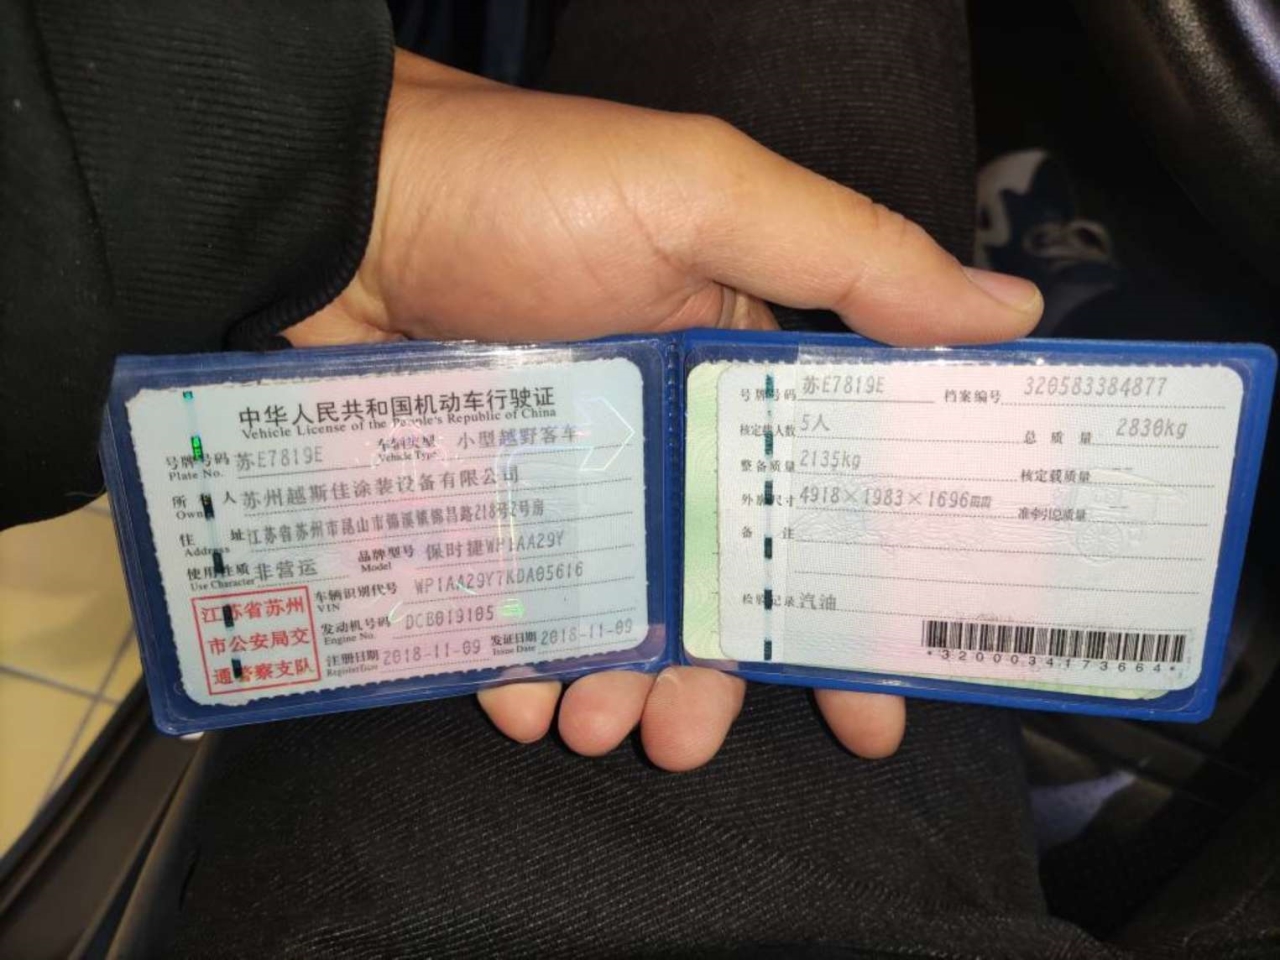 中华人民共和国机动车行驶证
Vehicle License of the People's Republic of China
号牌号码 苏E7819E 车辆类型 小型越野客车
Plate No. Vehicle Type
所有人 苏州越斯佳涂装设备有限公司
Owner
住址 江苏省苏州市昆山市锦溪镇锦昌路218号2号房
Address
使用性质 非营运 品牌型号 保时捷WP1AA29Y
Use Character Model
江苏省苏州
市公安局交
通警察支队
车辆识别代号 WP1AA29Y7KDA05616
VIN
发动机号码 DCB019105
Engine No.
注册日期 2018-11-09 发证日期 2018-11-09
Register Date Issue Date
号牌号码 苏E7819E 档案编号 320583384877
核定载人数 5人 总质量 2830kg
整备质量 2135kg 核定载质量 --
外廓尺寸 4918×1983×1696mm 准牵引总质量 --
备注
检验记录 汽油
*3200034173664*